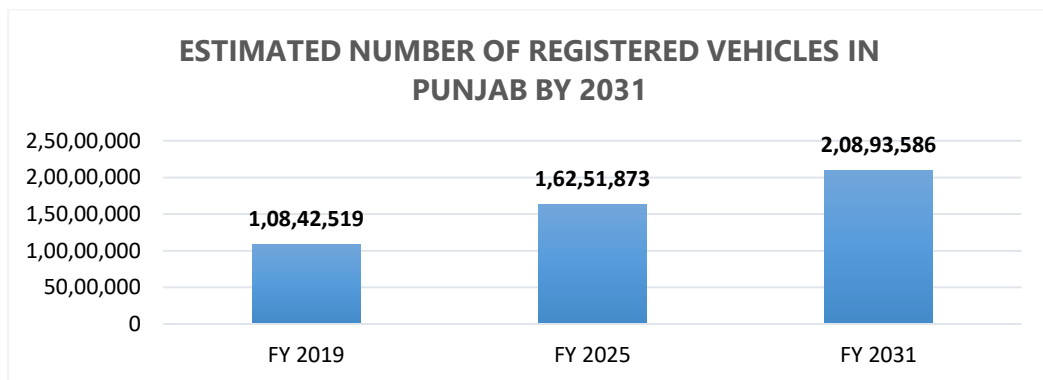 ESTIMATED NUMBER OF REGISTERED VEHICLES IN
PUNJAB BY 2031
2,50,00,000
2,00,00,000
1,50,00,000
1,00,00,000
50,00,000
0
1,08,42,519
1,62,51,873
2,08,93,586
FY 2019
FY 2025
FY 2031